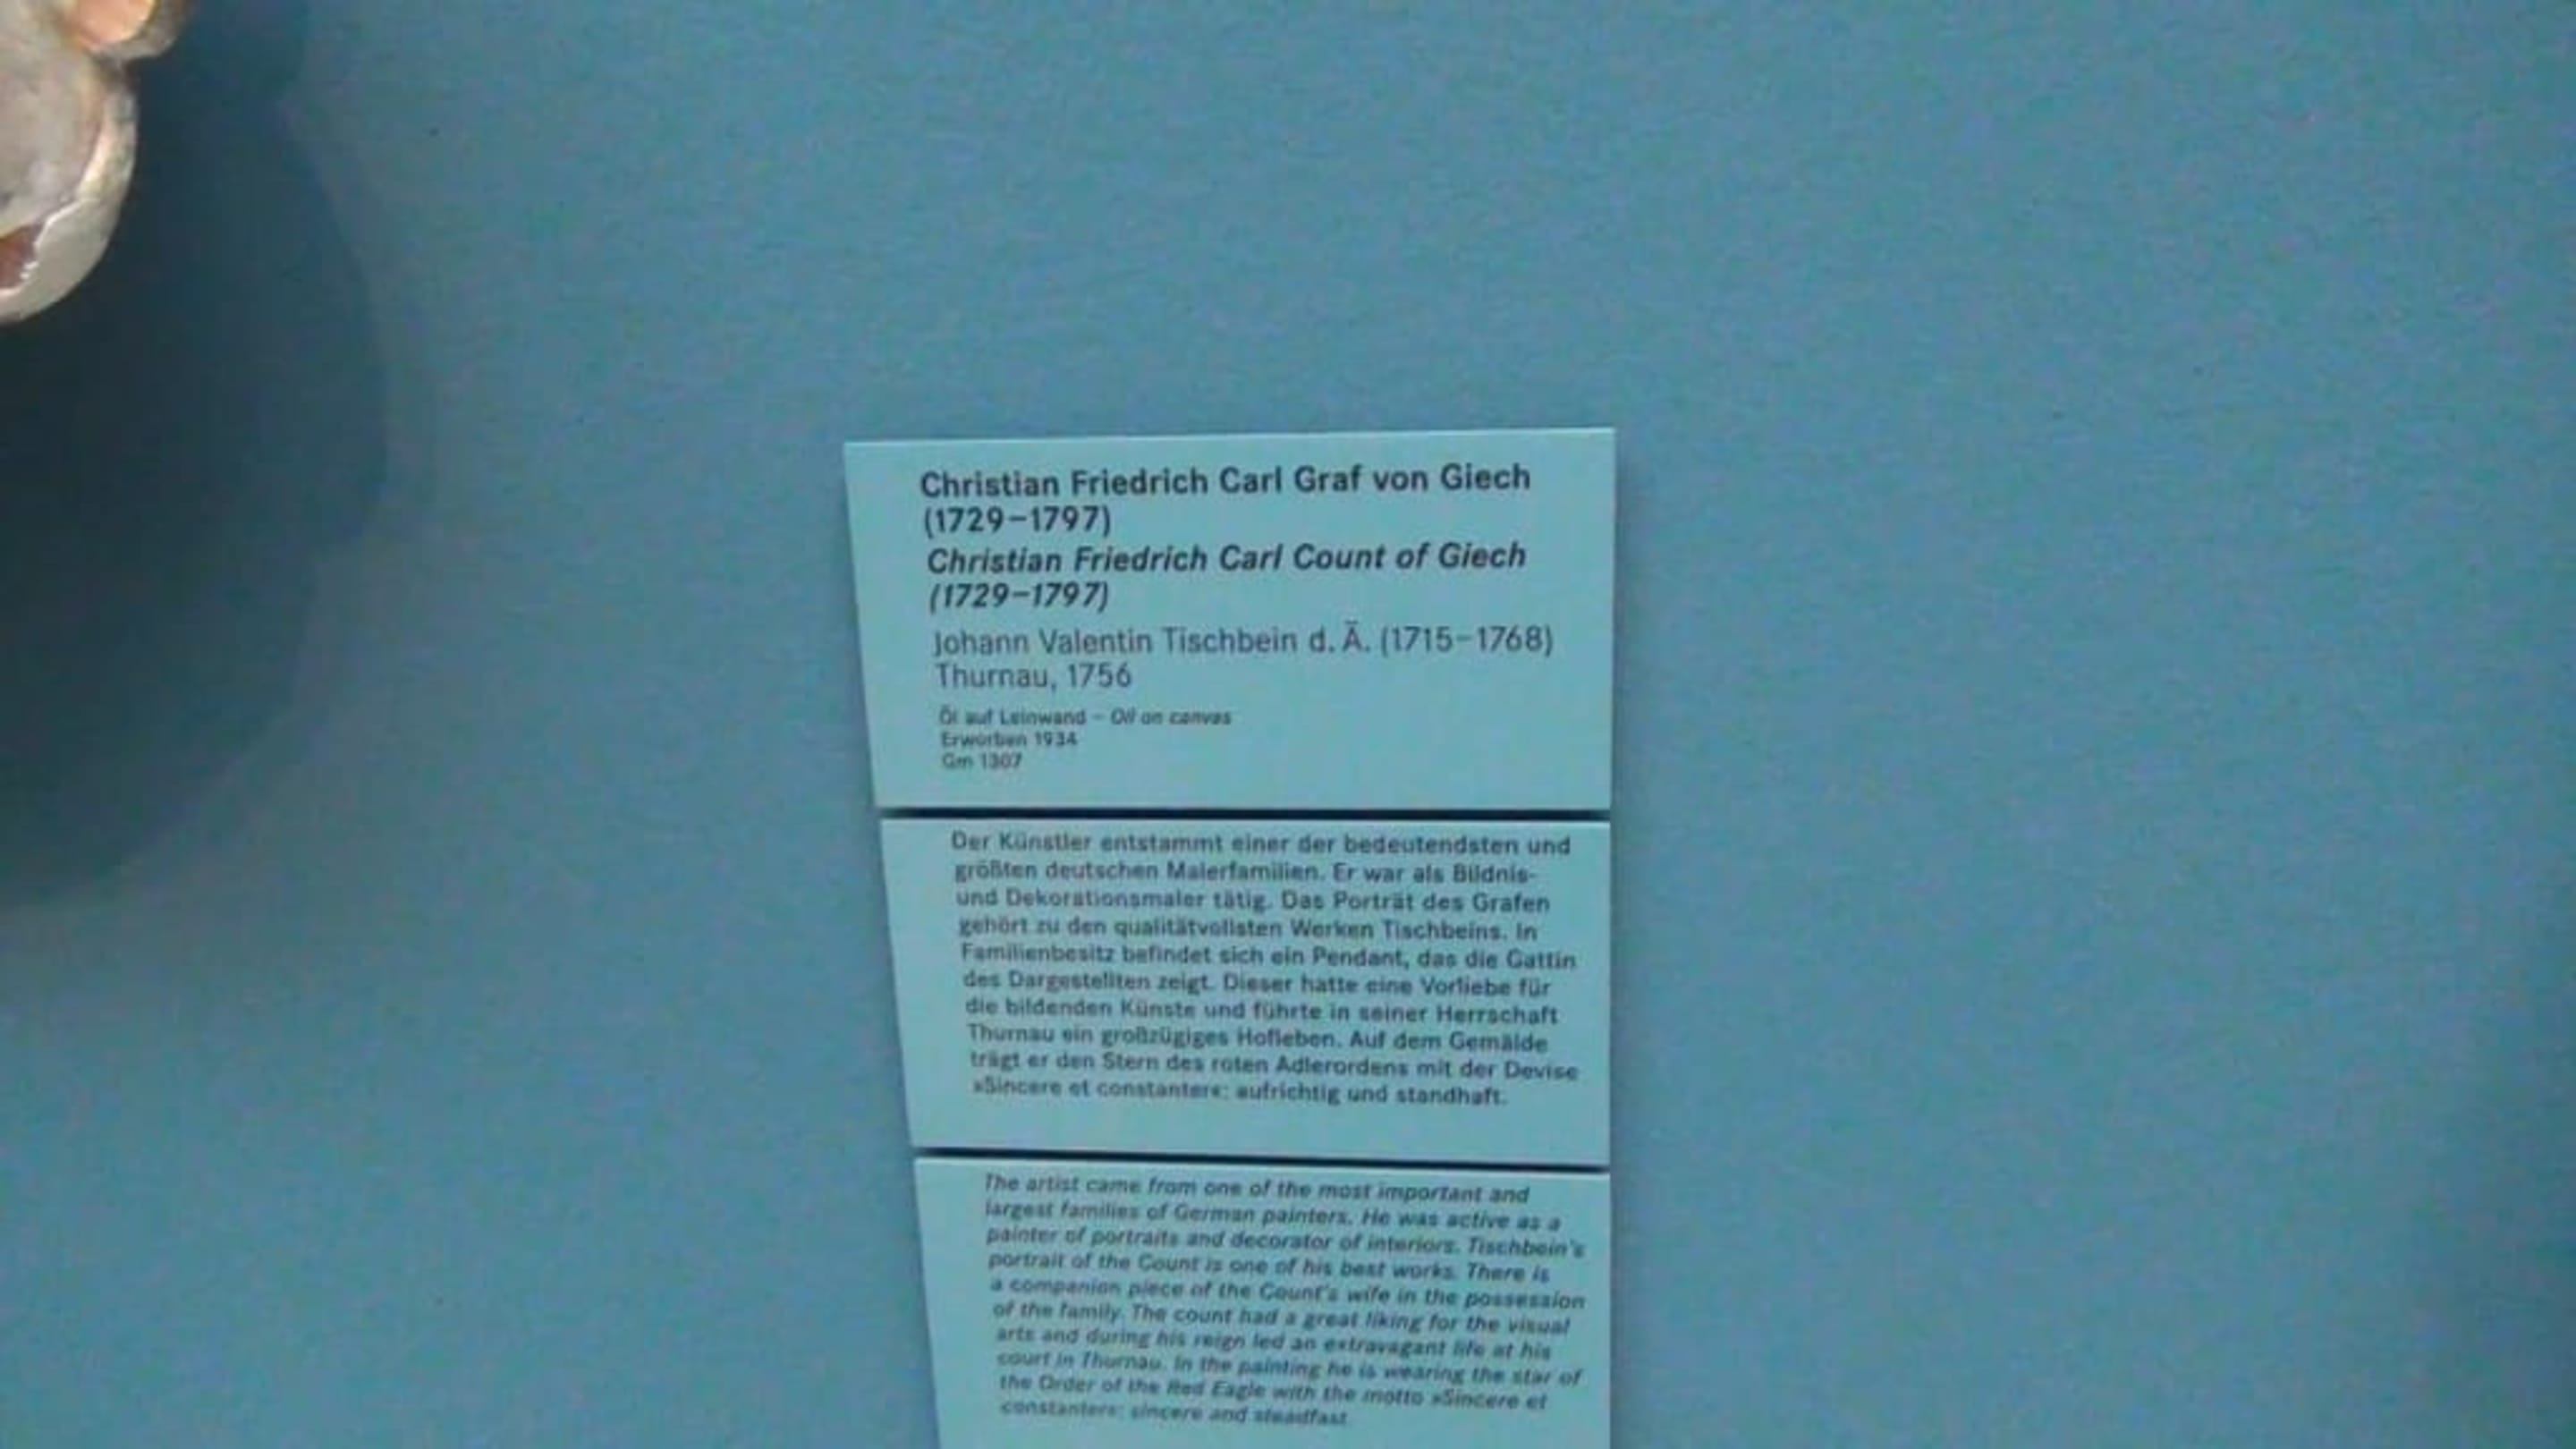 Christian Friedrich Carl Graf von Giech
(1729–1797)
Christian Friedrich Carl Count of Giech
(1729–1797)
Johann Valentin Tischbein d. Ä. (1715–1768)
Thurnau, 1756
Öl auf Leinwand – Oil on canvas
Erworben 1934
Gm 1307
Der Künstler entstammt einer der bedeutendsten und
größten deutschen Malerfamilien. Er war als Bildnis-
und Dekorationsmaler tätig. Das Porträt des Grafen
gehört zu den qualitätvollsten Werken Tischbeins. In
Familienbesitz befindet sich ein Pendant, das die Gattin
des Dargestellten zeigt. Dieser hatte eine Vorliebe für
die bildenden Künste und führte in seiner Herrschaft
Thurnau ein großzügiges Hofleben. Auf dem Gemälde
trägt er den Stern des roten Adlerordens mit der Devise
»Sincere et constanter«: aufrichtig und standhaft.
The artist came from one of the most important and
largest families of German painters. He was active as a
painter of portraits and decorator of interiors. Tischbein's
portrait of the Count is one of his best works. There is
a companion piece of the Count's wife in the possession
of the family. The count had a great liking for the visual
arts and during his reign led an extravagant life at his
court in Thurnau. In the painting he is wearing the star of
the Order of the Red Eagle with the motto »Sincere et
constanter«: sincere and steadfast.